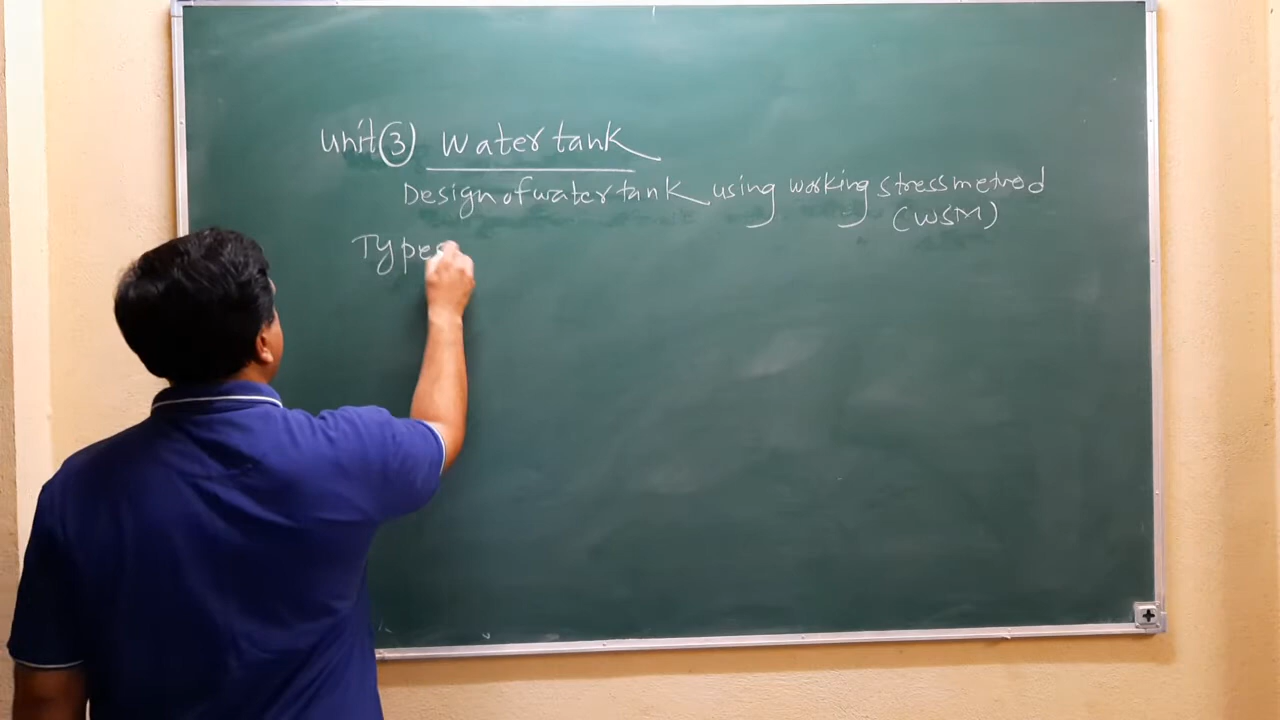 Unit ③ Water tank
Design of water tank using working stress method
(WSM)
Types